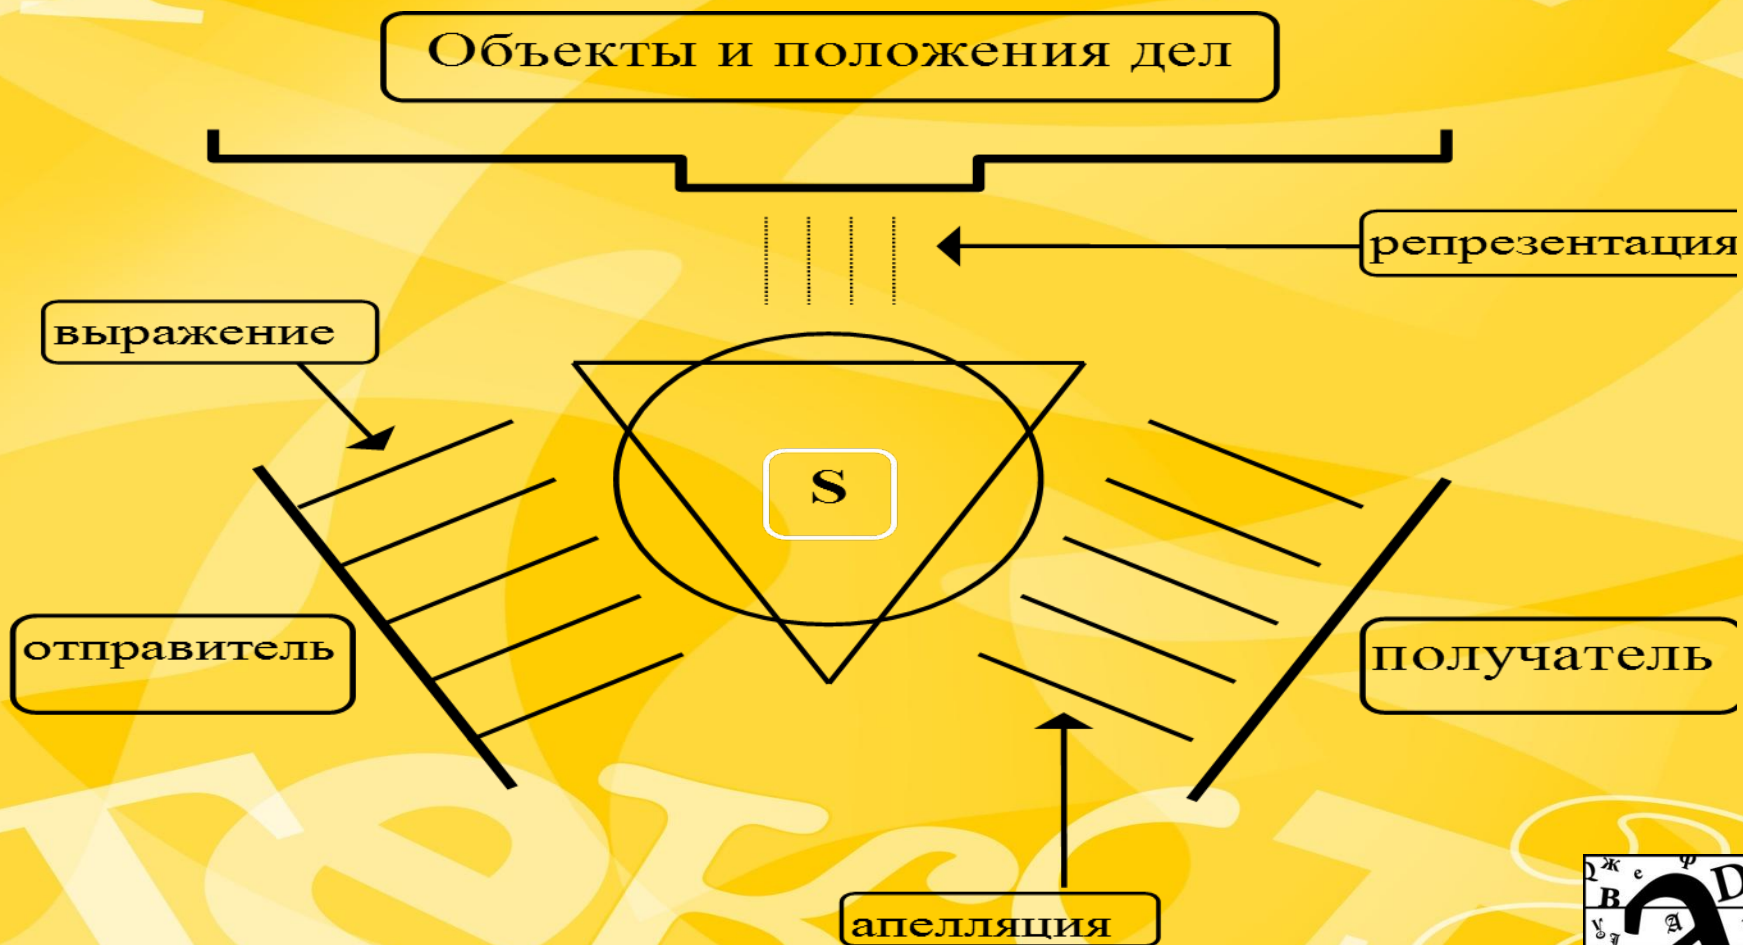 Объекты и положения дел
репрезентация
выражение
S
отправитель
получатель
апелляция